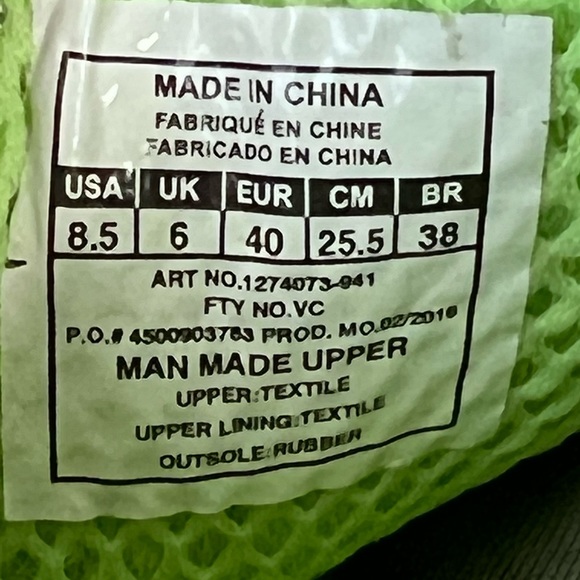 MADE IN CHINA
FABRIQUÉ EN CHINE
FABRICADO EN CHINA
USA UK EUR CM BR
8.5 6 40 25.5 38
ART NO.1274073-941
FTY NO.VC
P.O.# 4500903783 PROD. MO.02/2016
MAN MADE UPPER
UPPER:TEXTILE
UPPER LINING:TEXTILE
OUTSOLE:RUBBER